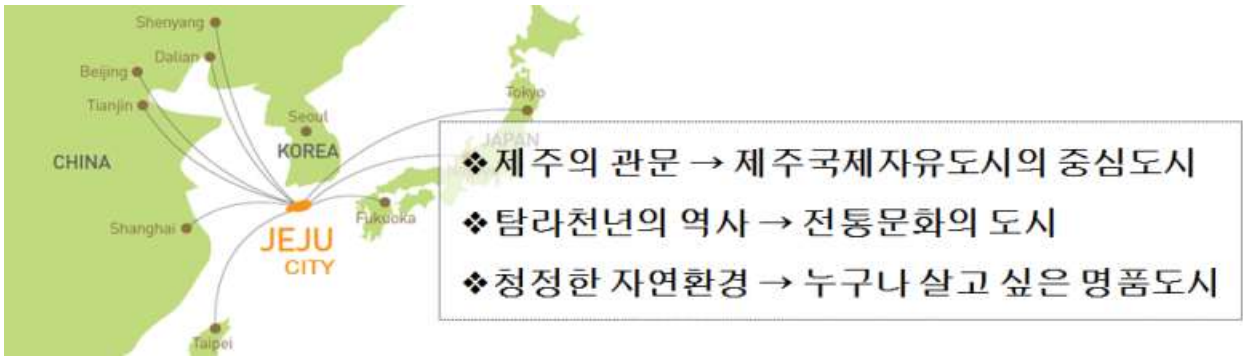 Shenyang
Dalian
Beijing
Tianjin
Seoul
Tokyo
KOREA
JAPAN
CHINA
Fukuoka
Shanghai
JEJU
CITY
Taipei
❖제주의 관문 → 제주국제자유도시의 중심도시
❖탐라천년의 역사 → 전통문화의 도시
❖청정한 자연환경 → 누구나 살고 싶은 명품도시